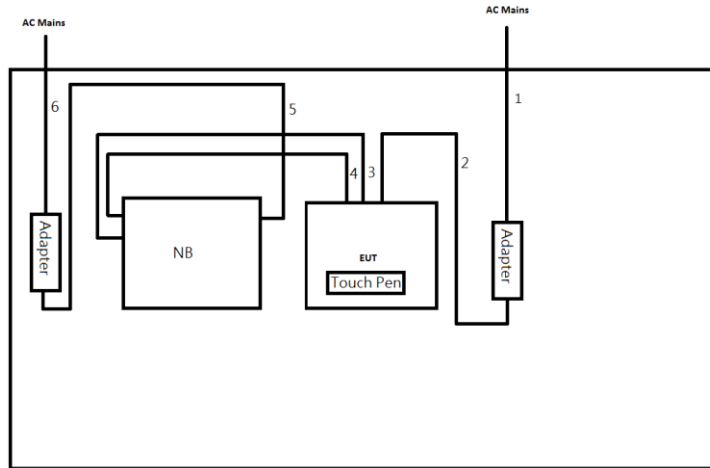 AC Mains
AC Mains
6
5
1
4
3
2
Adapter
NB
EUT
Touch Pen
Adapter